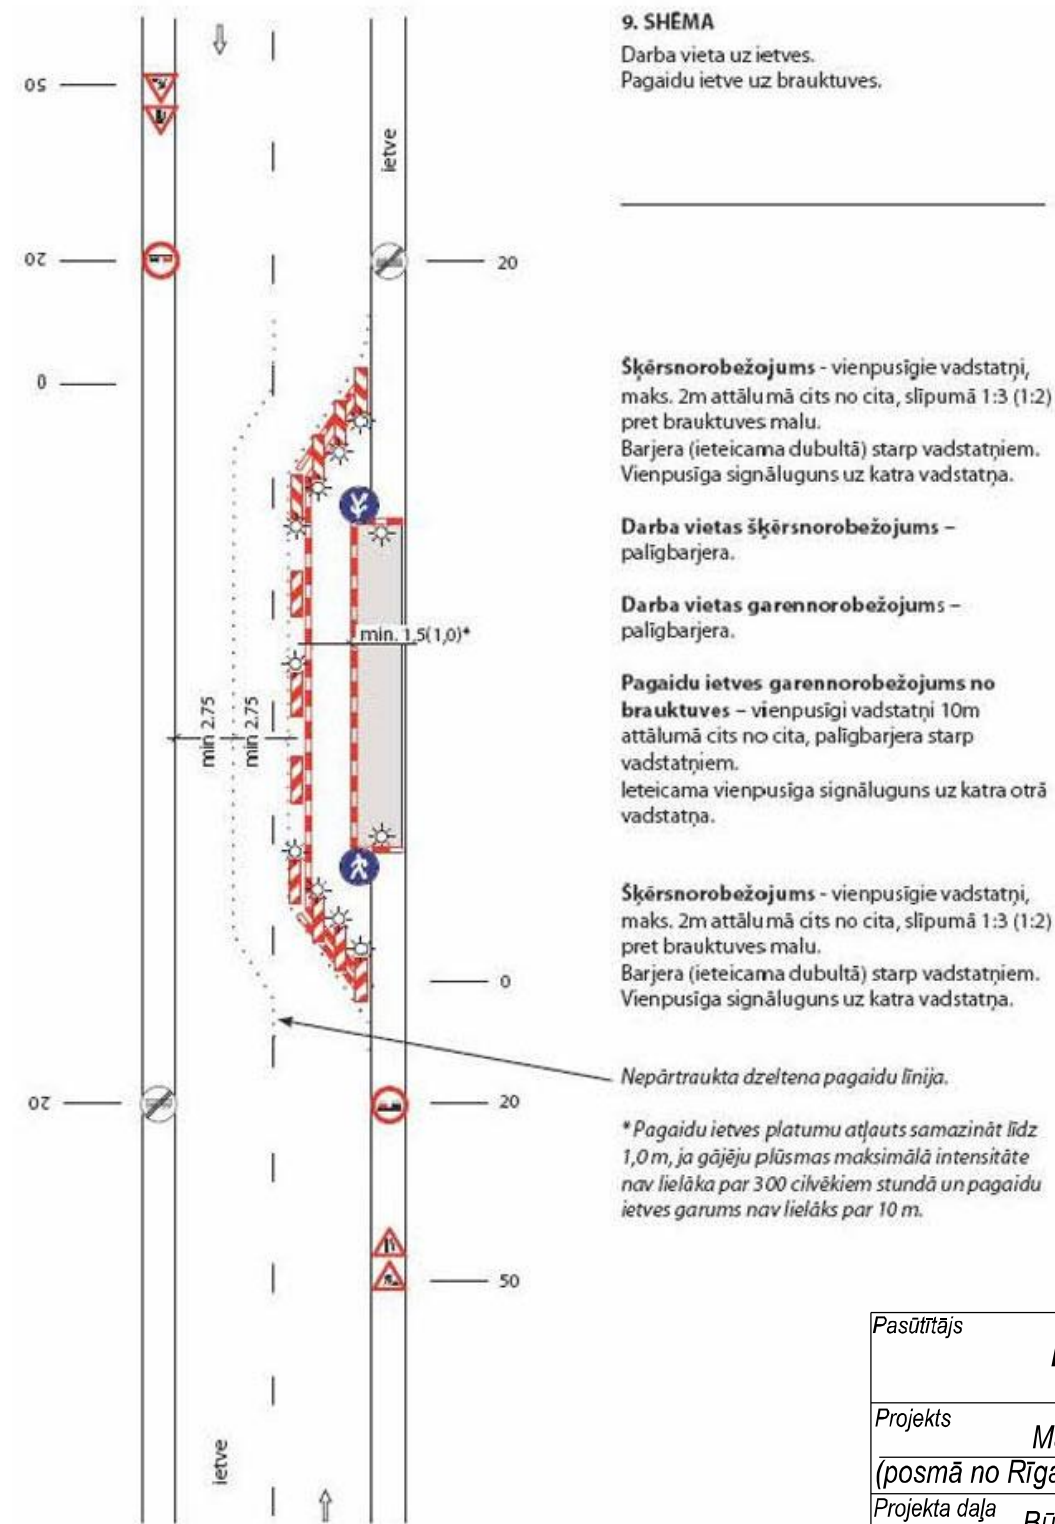 9. SHĒMA
Darba vieta uz ietves.
Pagaidu ietve uz brauktuves.
50
ietve
20
20
0
Šķērsnorobežojums - vienpusīgie vadstatņi,
maks. 2m attālumā cits no cita, slīpumā 1:3 (1:2)
pret brauktuves malu.
Barjera (ieteicama dubultā) starp vadstatņiem.
Vienpusīga signāluguns uz katra vadstatņa.
Darba vietas šķērsnorobežojums –
palīgbarjera.
Darba vietas garennorobežojums –
palīgbarjera.
min. 1,5(1,0)*
Pagaidu ietves garennorobežojums no
brauktuves – vienpusīgi vadstatņi 10m
attālumā cits no cita, palīgbarjera starp
vadstatņiem.
Ieteicama vienpusīga signāluguns uz katra otrā
vadstatņa.
min 2.75
min 2.75
Šķērsnorobežojums - vienpusīgie vadstatņi,
maks. 2m attālumā cits no cita, slīpumā 1:3 (1:2)
pret brauktuves malu.
Barjera (ieteicama dubultā) starp vadstatņiem.
Vienpusīga signāluguns uz katra vadstatņa.
0
Nepārtraukta dzeltena pagaidu līnija.
20
20
* Pagaidu ietves platumu atļauts samazināt līdz
1,0 m, ja gājēju plūsmas maksimālā intensitāte
nav lielāka par 300 cilvēkiem stundā un pagaidu
ietves garums nav lielāks par 10 m.
50
ietve
Pasūtītājs
Projekts
(posmā no Rīga
Projekta daļa